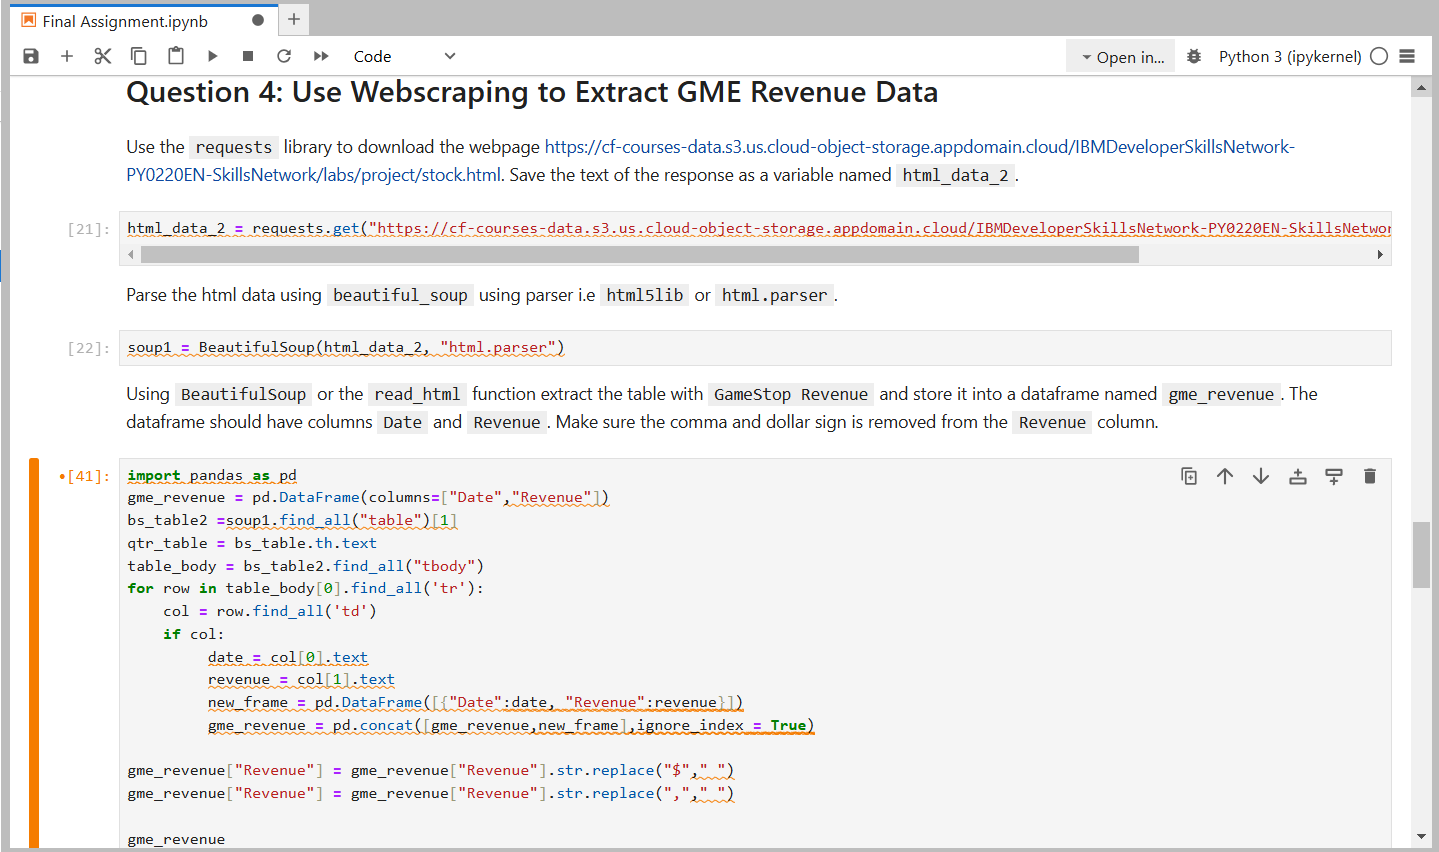 Final Assignment.ipynb
Code
Open in...
Python 3 (ipykernel)
Question 4: Use Webscraping to Extract GME Revenue Data
Use the requests library to download the webpage https://cf-courses-data.s3.us.cloud-object-storage.appdomain.cloud/IBMDeveloperSkillsNetwork-
PY0220EN-SkillsNetwork/labs/project/stock.html. Save the text of the response as a variable named html_data_2.
[21]: html_data_2 = requests.get("https://cf-courses-data.s3.us.cloud-object-storage.appdomain.cloud/IBMDeveloperSkillsNetwork-PY0220EN-SkillsNetwor
Parse the html data using beautiful_soup using parser i.e html5lib or html.parser.
[22]: soup1 = BeautifulSoup(html_data_2, "html.parser")
Using BeautifulSoup or the read_html function extract the table with GameStop Revenue and store it into a dataframe named gme_revenue. The
dataframe should have columns Date and Revenue. Make sure the comma and dollar sign is removed from the Revenue column.
•[41]: import pandas as pd
gme_revenue = pd.DataFrame(columns=["Date","Revenue"])
bs_table2 =soup1.find_all("table")[1]
qtr_table = bs_table.th.text
table_body = bs_table2.find_all("tbody")
for row in table_body[0].find_all('tr'):
    col = row.find_all('td')
    if col:
         date = col[0].text
         revenue = col[1].text
         new_frame = pd.DataFrame([{"Date":date, "Revenue":revenue}])
         gme_revenue = pd.concat([gme_revenue,new_frame],ignore_index = True)
gme_revenue["Revenue"] = gme_revenue["Revenue"].str.replace("$"," ")
gme_revenue["Revenue"] = gme_revenue["Revenue"].str.replace(","," ")
gme_revenue